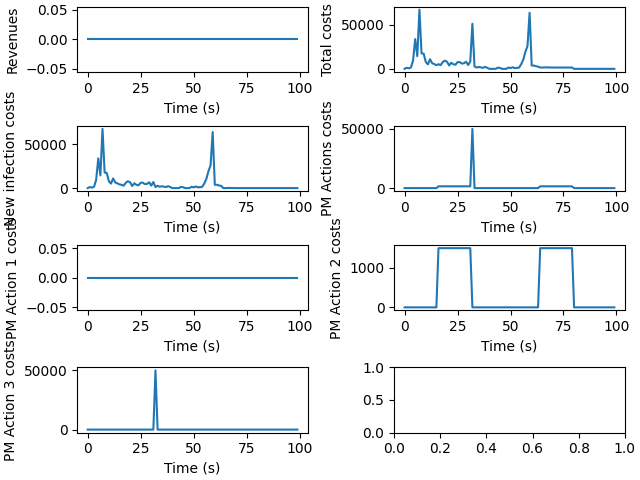 Revenues
0.05
0.00
−0.05
0 25 50 75 100
Time (s)
Total costs
50000
0
0 25 50 75 100
Time (s)
New infection costs
50000
0
0 25 50 75 100
Time (s)
PM Actions costs
50000
0
0 25 50 75 100
Time (s)
PM Action 1 costs
0.05
0.00
−0.05
0 25 50 75 100
Time (s)
PM Action 2 costs
1000
0
0 25 50 75 100
Time (s)
PM Action 3 costs
50000
0
0 25 50 75 100
Time (s)
1.0
0.5
0.0
0.0 0.2 0.4 0.6 0.8 1.0